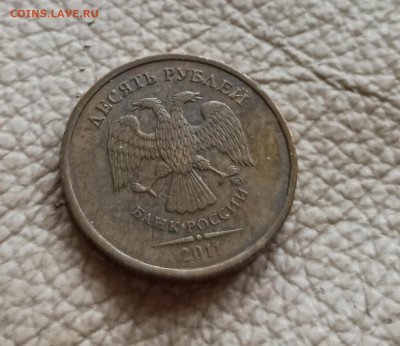 COINS.LAVE.RU
ДЕСЯТЬ РУБЛЕЙ
БАНК РОССИИ
2011